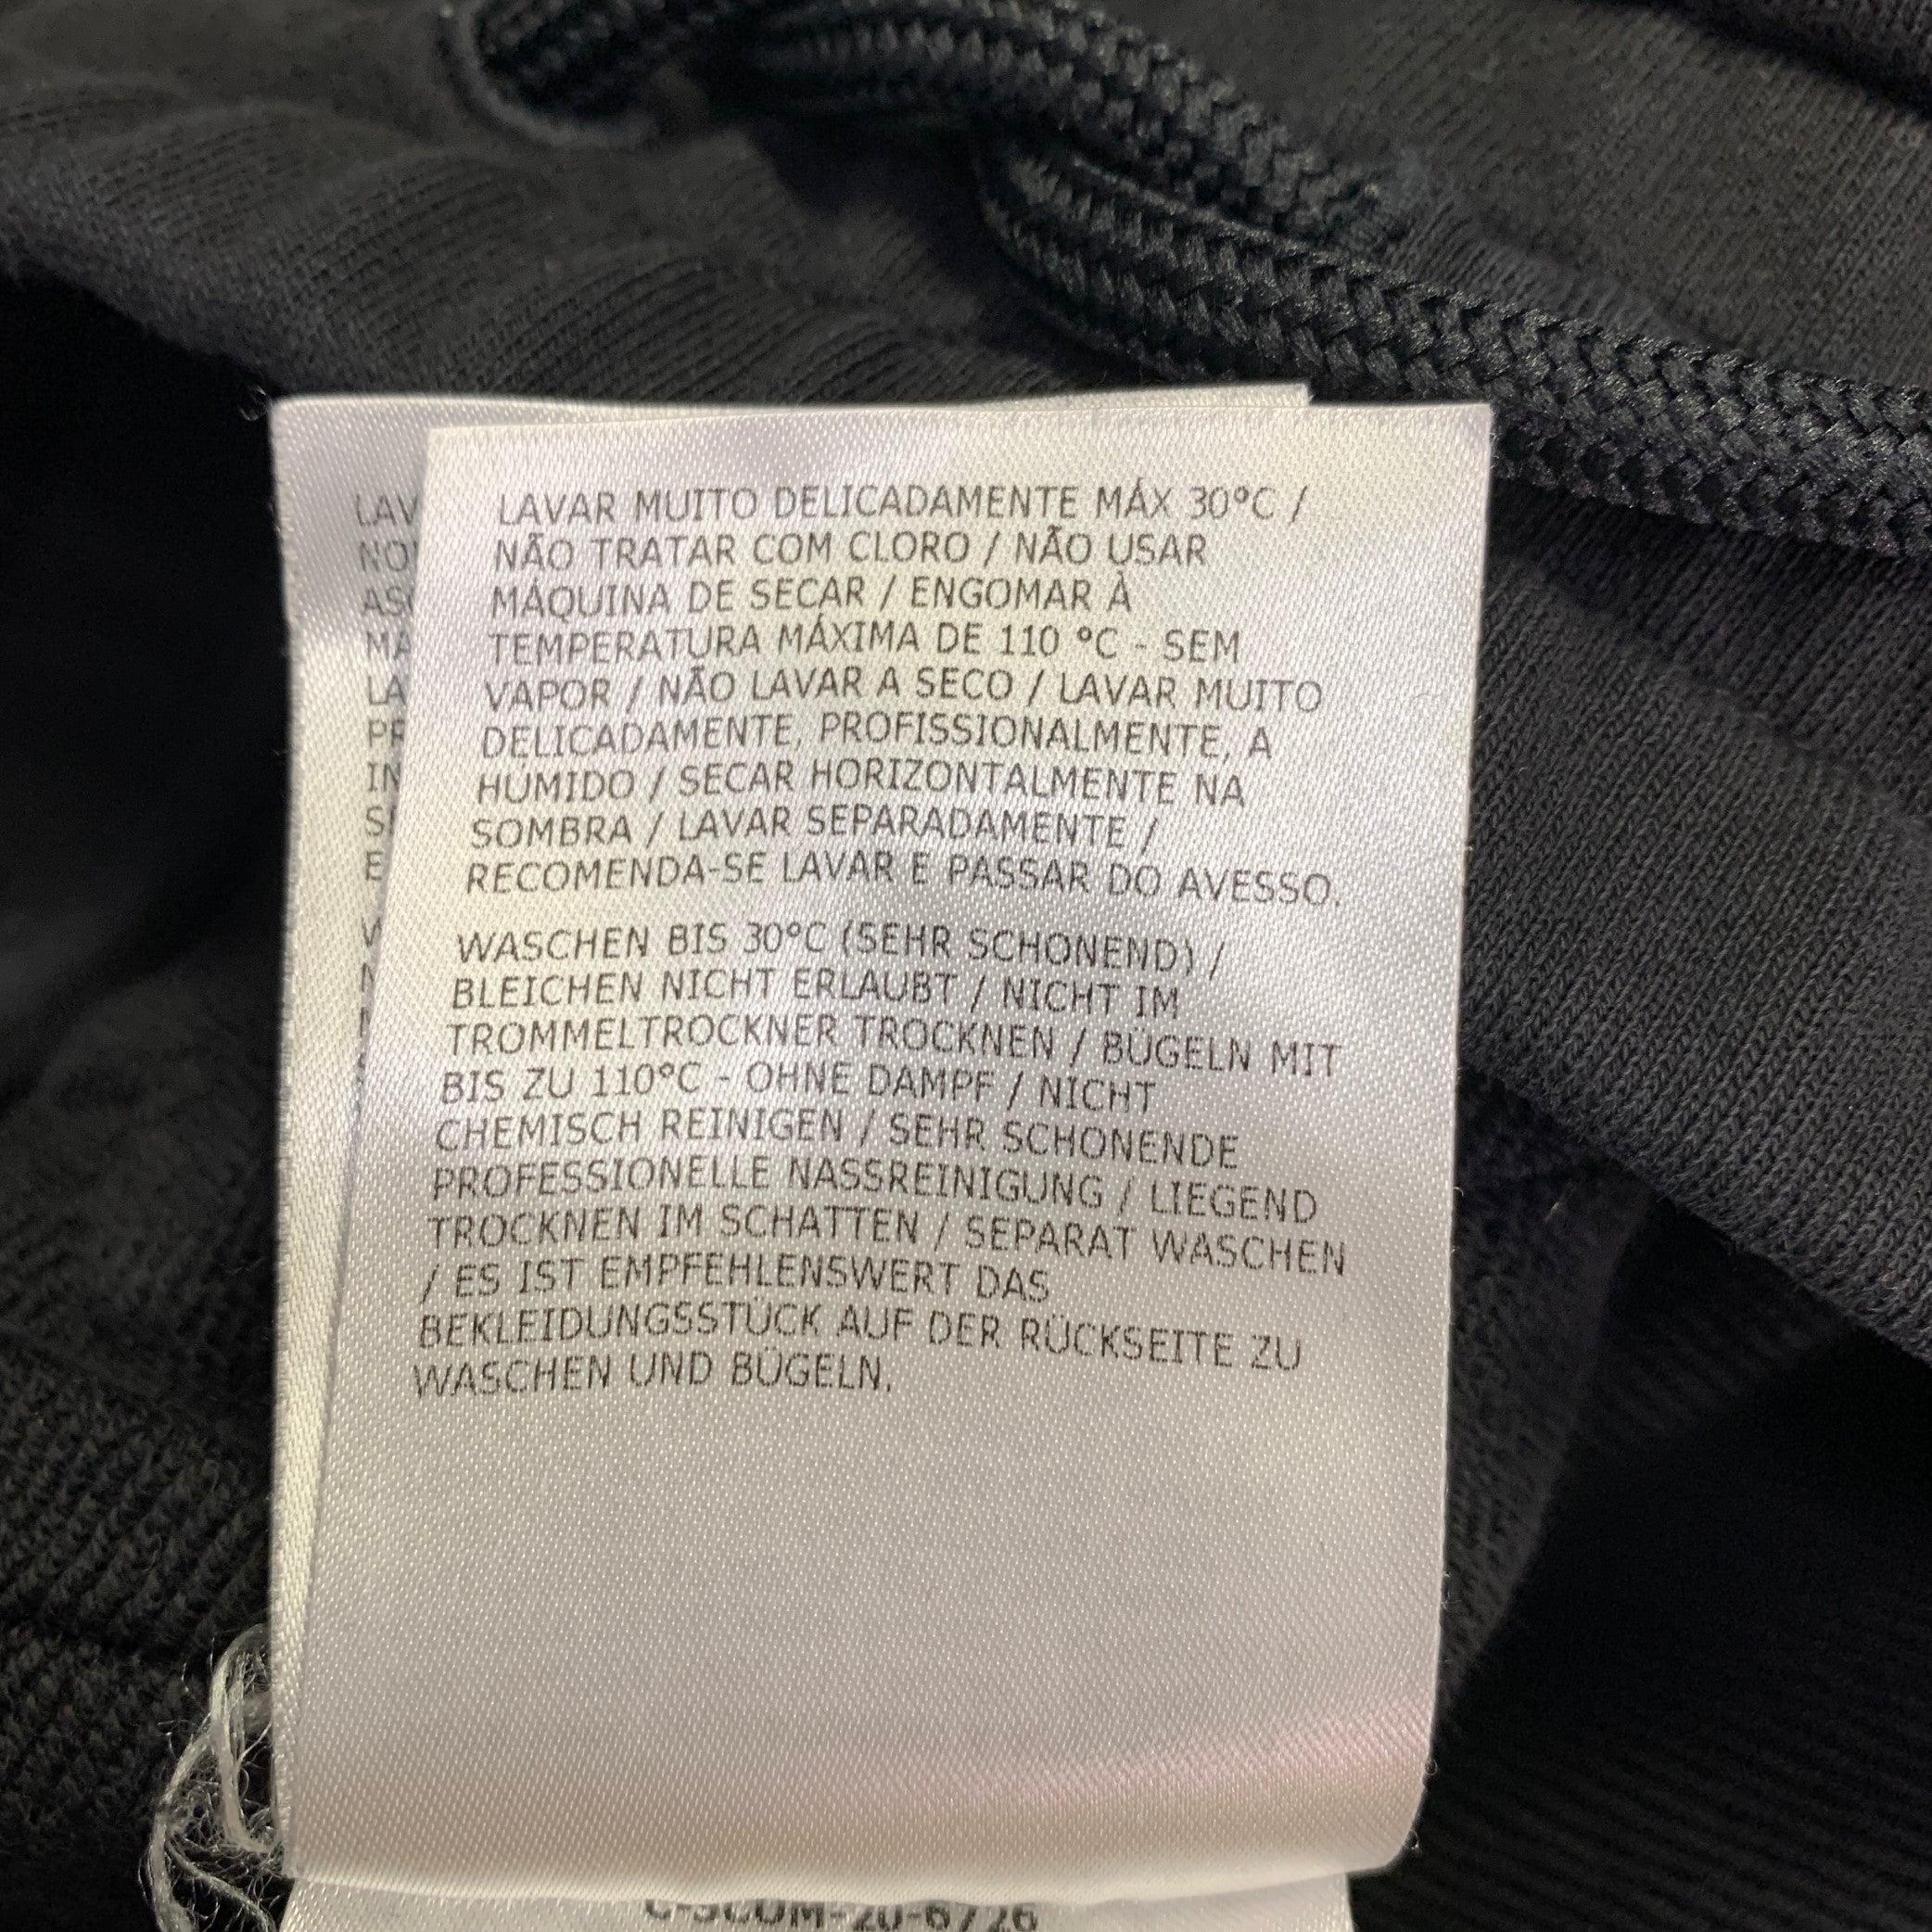 LAVAR MUITO DELICADAMENTE MÁX 30°C /
NÃO TRATAR COM CLORO / NÃO USAR
MÁQUINA DE SECAR / ENGOMAR À
TEMPERATURA MÁXIMA DE 110 °C - SEM
VAPOR / NÃO LAVAR A SECO / LAVAR MUITO
DELICADAMENTE, PROFISSIONALMENTE, A
HUMIDO / SECAR HORIZONTALMENTE NA
SOMBRA / LAVAR SEPARADAMENTE /
RECOMENDA-SE LAVAR E PASSAR DO AVESSO.
WASCHEN BIS 30°C (SEHR SCHONEND) /
BLEICHEN NICHT ERLAUBT / NICHT IM
TROMMELTROCKNER TROCKNEN / BÜGELN MIT
BIS ZU 110°C - OHNE DAMPF / NICHT
CHEMISCH REINIGEN / SEHR SCHONENDE
PROFESSIONELLE NASSREINIGUNG / LIEGEND
TROCKNEN IM SCHATTEN / SEPARAT WASCHEN
/ ES IST EMPFEHLENSWERT DAS
BEKLEIDUNGSSTÜCK AUF DER RÜCKSEITE ZU
WASCHEN UND BÜGELN.